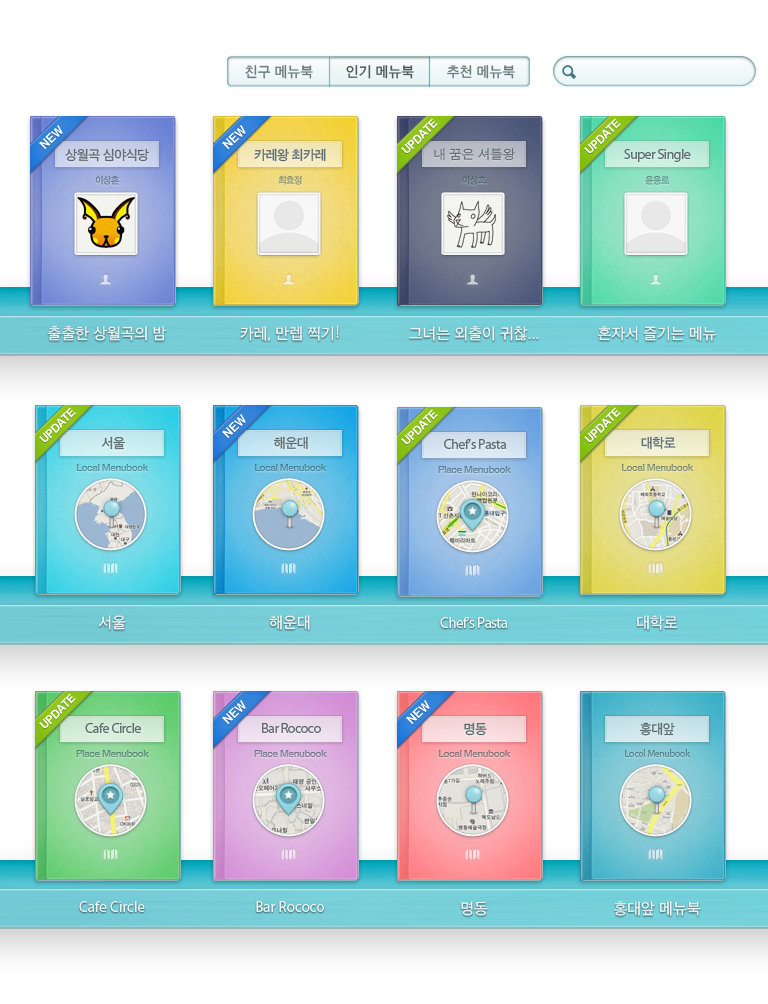 친구 메뉴북
인기 메뉴북
추천 메뉴북
NEW
상월곡 심야식당
이상훈
NEW
카레왕 최카레
최효정
UPDATE
내 꿈은 셔틀왕
이상호
UPDATE
Super Single
윤응로
출출한 상월곡의 밤
카레, 만렙 찍기!
그녀는 외출이 귀찮...
혼자서 즐기는 메뉴
UPDATE
서울
Local Menubook
NEW
해운대
Local Menubook
UPDATE
Chef's Pasta
Place Menubook
UPDATE
대학로
Local Menubook
서울
해운대
Chef's Pasta
대학로
UPDATE
Cafe Circle
Place Menubook
NEW
Bar Rococo
Place Menubook
NEW
명동
Local Menubook
홍대앞
Locol Menubook
Cafe Circle
Bar Rococo
명동
홍대앞 메뉴북